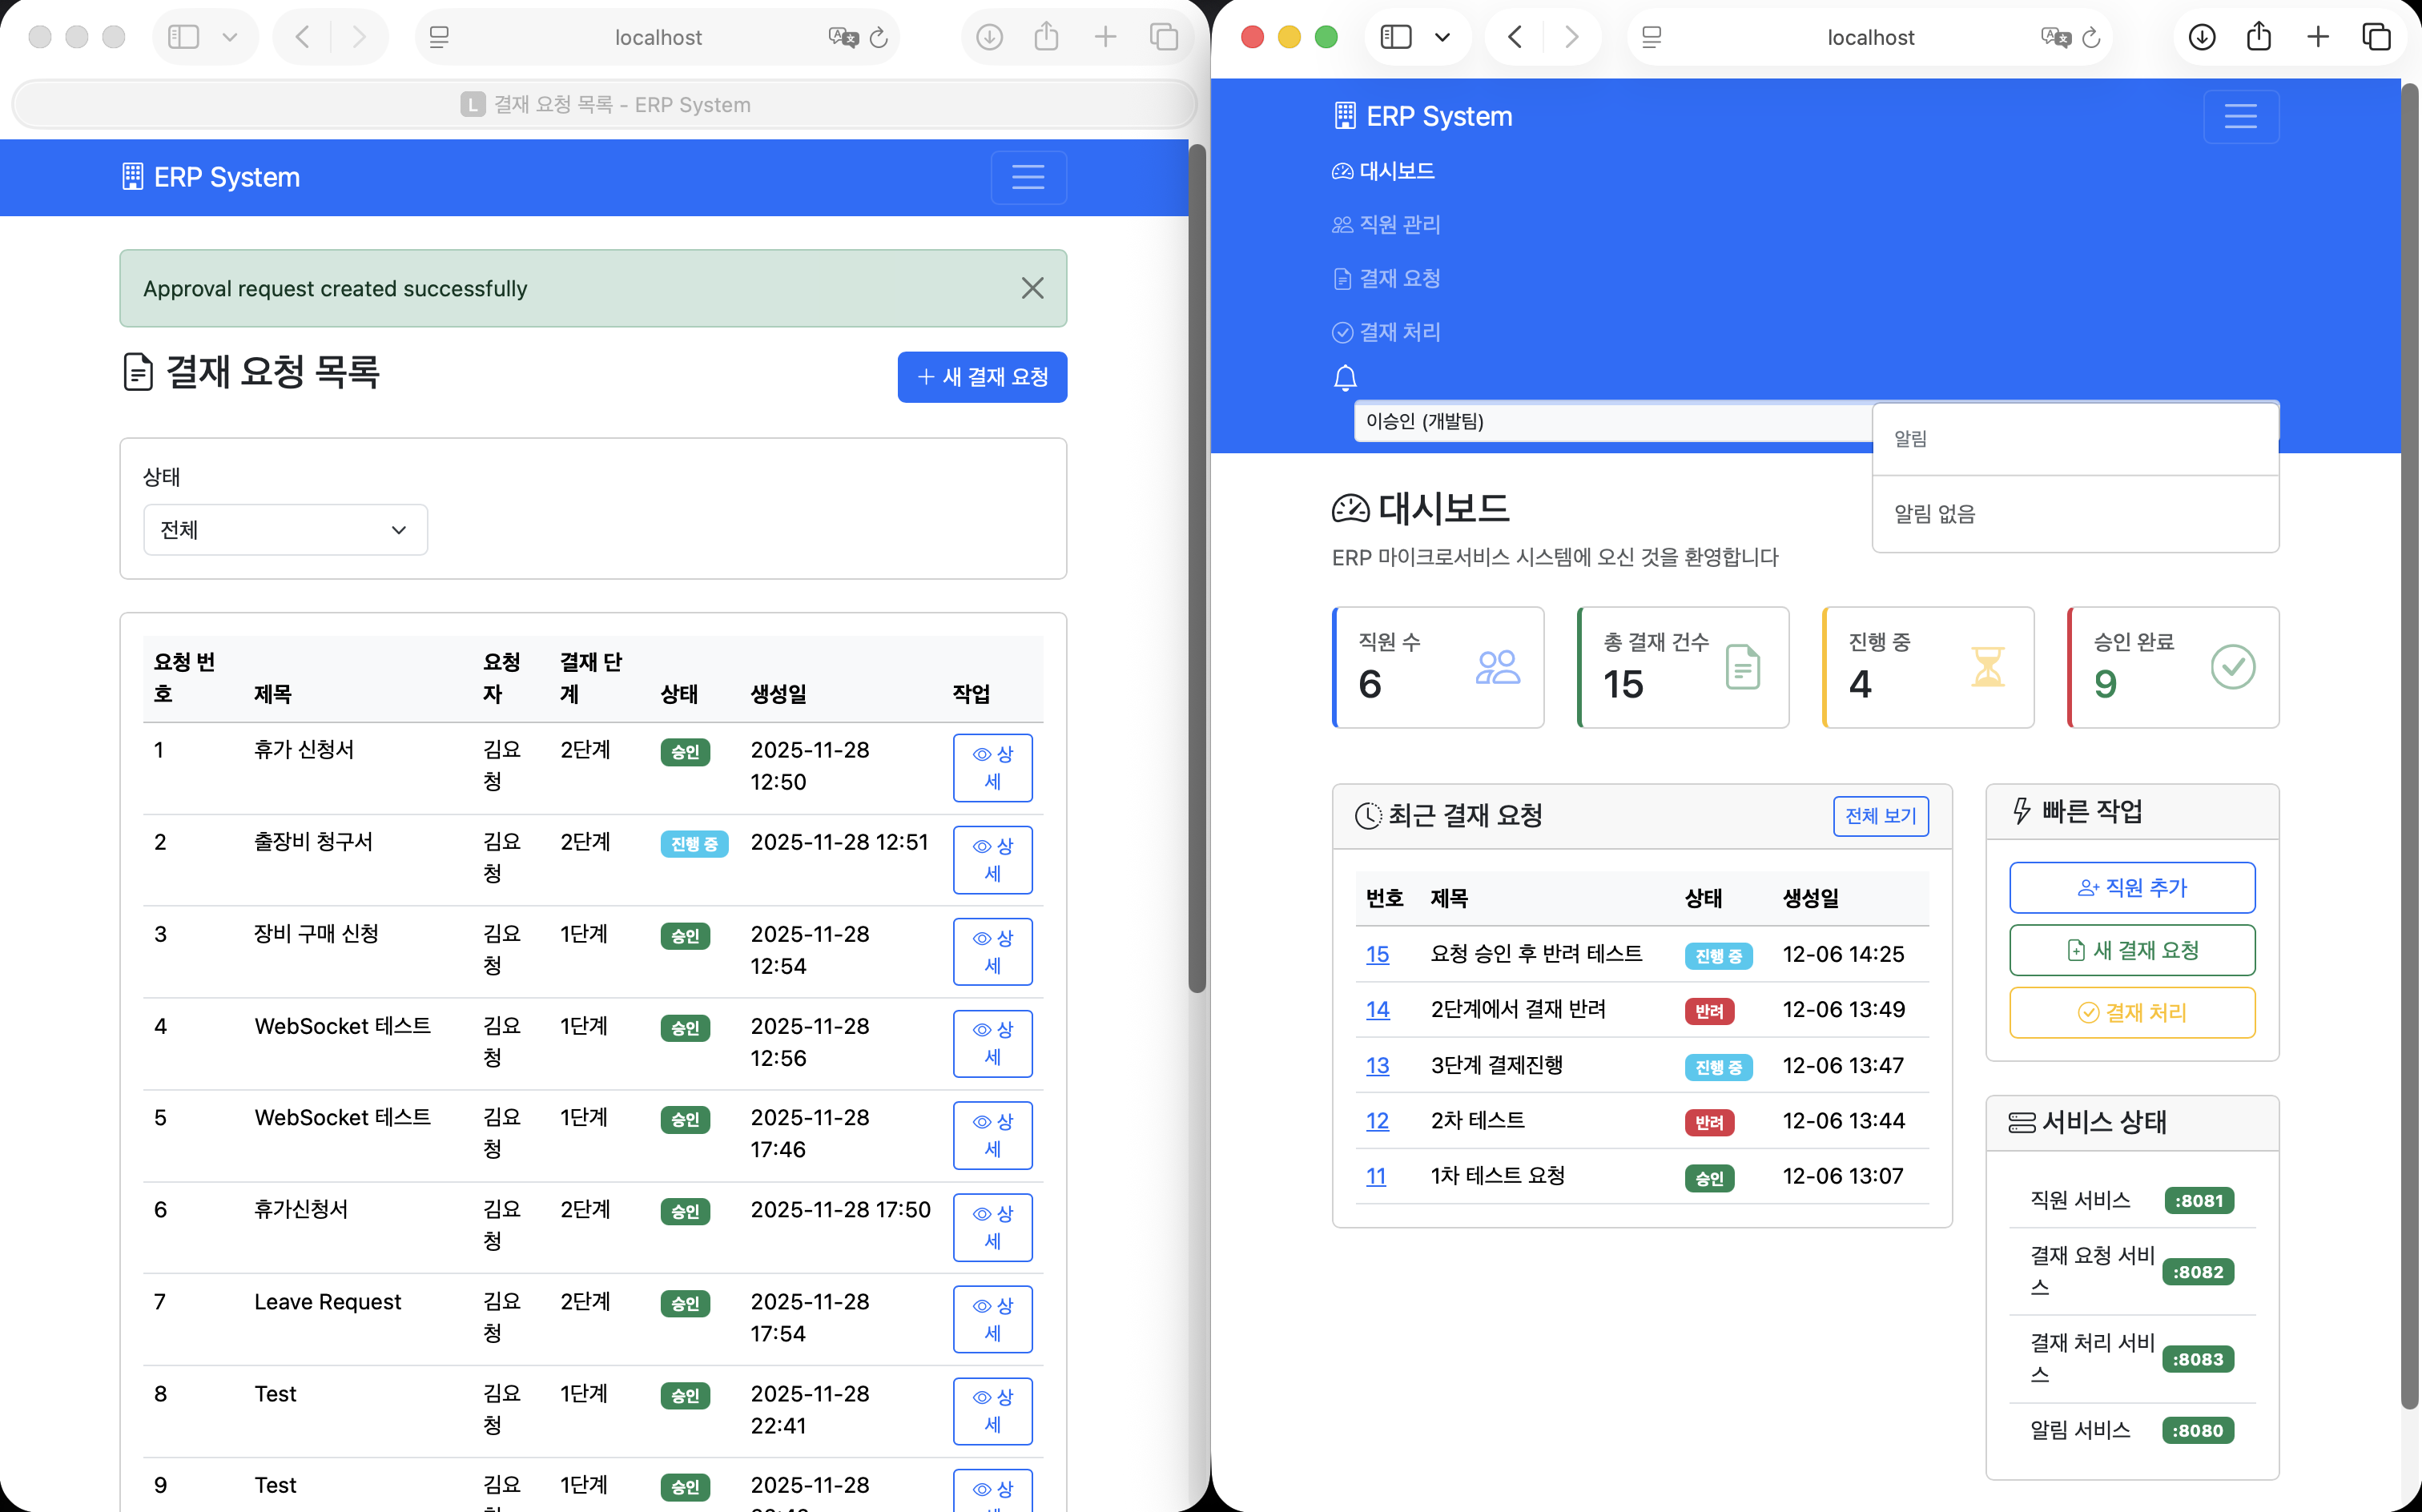 localhost
L 결재 요청 목록 - ERP System
ERP System
Approval request created successfully
결재 요청 목록
+ 새 결재 요청
상태
전체
요청 번호 제목 요청자 결재 단계 상태 생성일 작업
1 휴가 신청서 김요청 2단계 승인 2025-11-28 12:50 상세
2 출장비 청구서 김요청 2단계 진행 중 2025-11-28 12:51 상세
3 장비 구매 신청 김요청 1단계 승인 2025-11-28 12:54 상세
4 WebSocket 테스트 김요청 1단계 승인 2025-11-28 12:56 상세
5 WebSocket 테스트 김요청 1단계 승인 2025-11-28 17:46 상세
6 휴가신청서 김요청 2단계 승인 2025-11-28 17:50 상세
7 Leave Request 김요청 2단계 승인 2025-11-28 17:54 상세
8 Test 김요청 1단계 승인 2025-11-28 22:41 상세
9 Test 김요 1단계 승인 2025-11-28 상
localhost
ERP System
대시보드
직원 관리
결재 요청
결재 처리
이승인 (개발팀)
알림
알림 없음
대시보드
ERP 마이크로서비스 시스템에 오신 것을 환영합니다
직원 수
6
총 결재 건수
15
진행 중
4
승인 완료
9
최근 결재 요청
전체 보기
번호 제목 상태 생성일
15 요청 승인 후 반려 테스트 진행 중 12-06 14:25
14 2단계에서 결재 반려 반려 12-06 13:49
13 3단계 결제진행 진행 중 12-06 13:47
12 2차 테스트 반려 12-06 13:44
11 1차 테스트 요청 승인 12-06 13:07
빠른 작업
직원 추가
새 결재 요청
결재 처리
서비스 상태
직원 서비스 :8081
결재 요청 서비스 :8082
결재 처리 서비스 :8083
알림 서비스 :8080